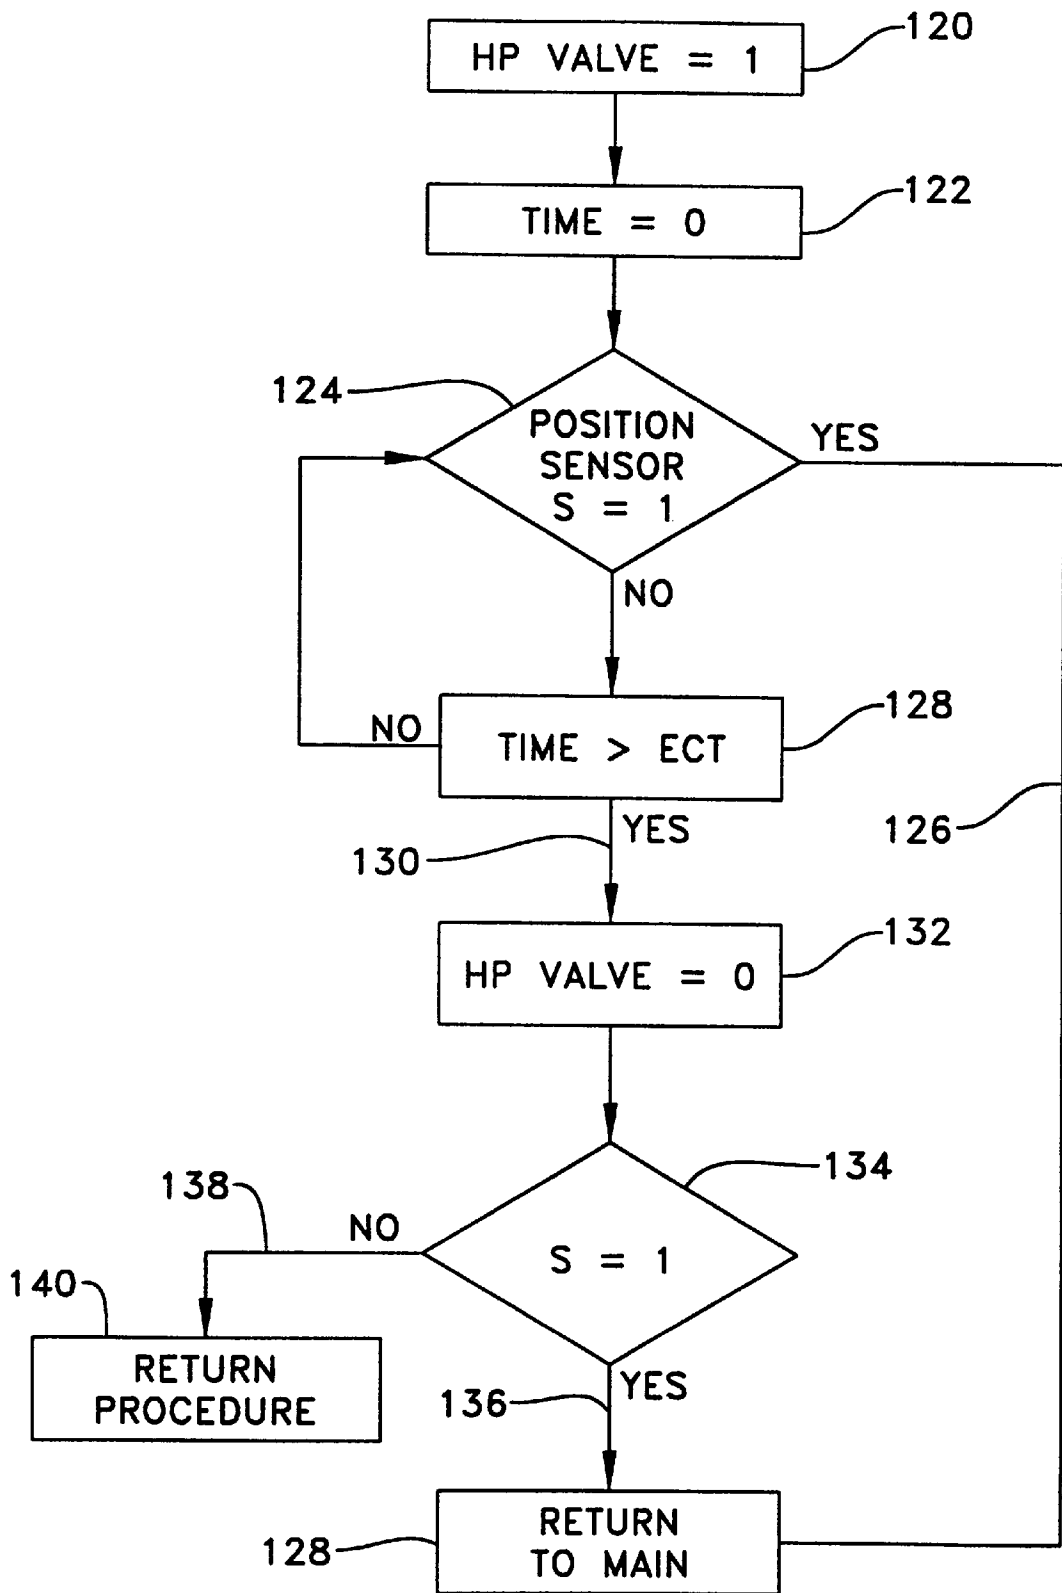 HP VALVE = 1
120
TIME = 0
122
124
POSITION
SENSOR
S = 1
YES
NO
TIME > ECT
128
NO
126
YES
130
HP VALVE = 0
132
134
138
NO
S = 1
140
RETURN
PROCEDURE
YES
136
RETURN
TO MAIN
128